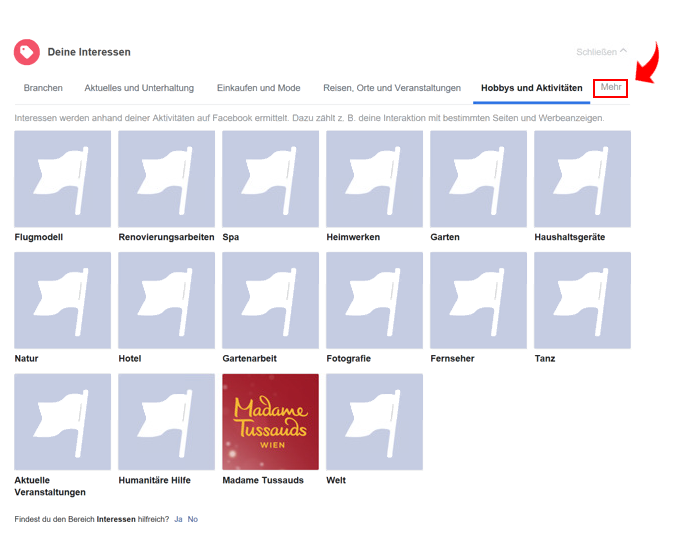 Deine Interessen
Schließen
Branchen Aktuelles und Unterhaltung Einkaufen und Mode Reisen, Orte und Veranstaltungen Hobbys und Aktivitäten Mehr
Interessen werden anhand deiner Aktivitäten auf Facebook ermittelt. Dazu zählt z. B. deine Interaktion mit bestimmten Seiten und Werbeanzeigen.
Flugmodell Renovierungsarbeiten Spa Heimwerken Garten Haushaltsgeräte
Natur Hotel Gartenarbeit Fotografie Fernseher Tanz
Madame
Tussauds
WIEN
Aktuelle Veranstaltungen Humanitäre Hilfe Madame Tussauds Welt
Findest du den Bereich Interessen hilfreich? Ja No